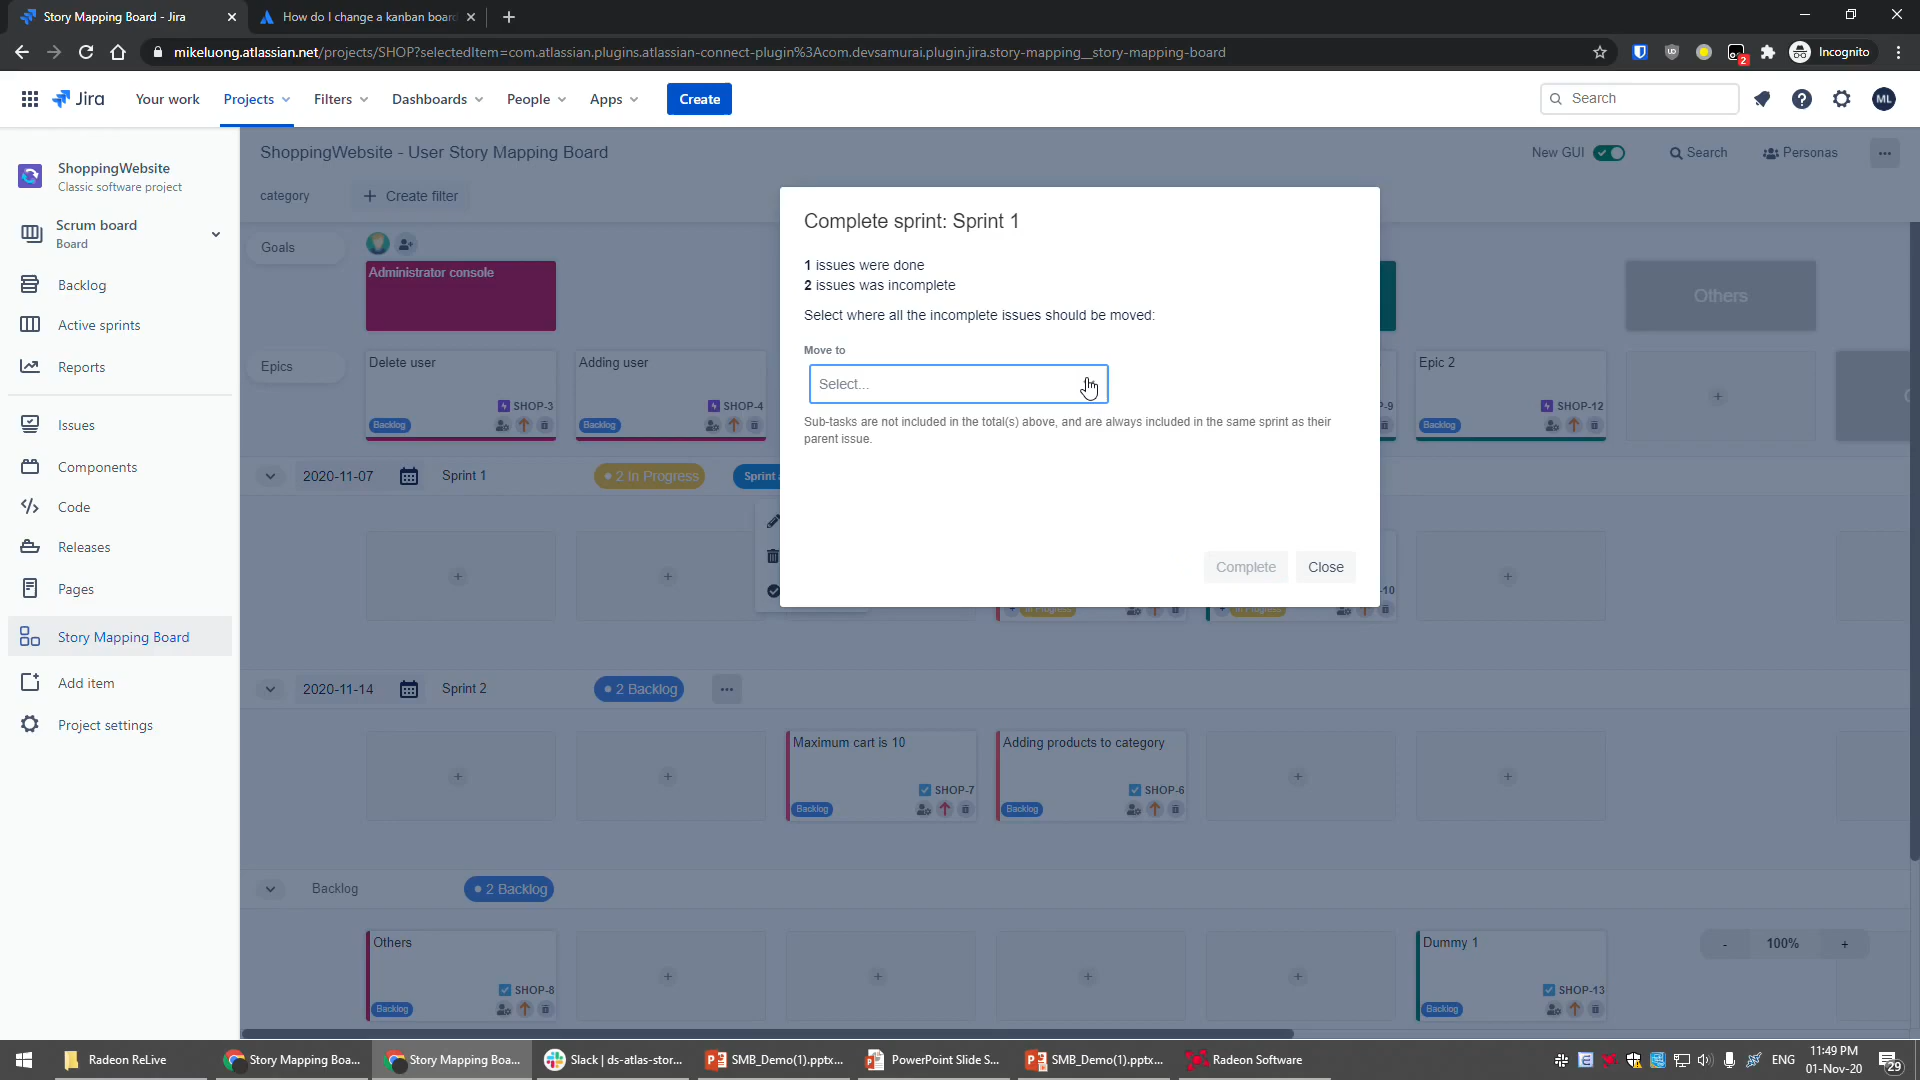 Story Mapping Board - Jira
How do I change a kanban board
mikeluong.atlassian.net/projects/SHOP?selectedItem=com.atlassian.plugins.atlassian-connect-plugin%3Acom.devsamurai.plugin.jira.story-mapping__story-mapping-board
2
Incognito
Jira
Your work
Projects
Filters
Dashboards
People
Apps
Create
Search
ML
ShoppingWebsite
Classic software project
Scrum board
Board
Backlog
Active sprints
Reports
Issues
Components
Code
Releases
Pages
Story Mapping Board
Add item
Project settings
ShoppingWebsite - User Story Mapping Board
New GUI
Search
Personas
category
+ Create filter
Goals
Administrator console
Others
Epics
Delete user
SHOP-3
Backlog
Adding user
SHOP-4
Backlog
P-9
Epic 2
SHOP-12
Backlog
2020-11-07
Sprint 1
2 In Progress
Sprint
-10
In Progress
In Progress
Complete sprint: Sprint 1
1 issues were done
2 issues was incomplete
Select where all the incomplete issues should be moved:
Move to
Select...
Sub-tasks are not included in the total(s) above, and are always included in the same sprint as their
parent issue.
Complete
Close
2020-11-14
Sprint 2
2 Backlog
Maximum cart is 10
SHOP-7
Backlog
Adding products to category
SHOP-6
Backlog
Backlog
2 Backlog
Others
SHOP-8
Backlog
Dummy 1
SHOP-13
Backlog
- 100% +
Radeon ReLive
Story Mapping Boa...
Story Mapping Boa...
Slack | ds-atlas-stor...
SMB_Demo(1).pptx...
PowerPoint Slide S...
SMB_Demo(1).pptx...
Radeon Software
ENG
11:49 PM
01-Nov-20
29